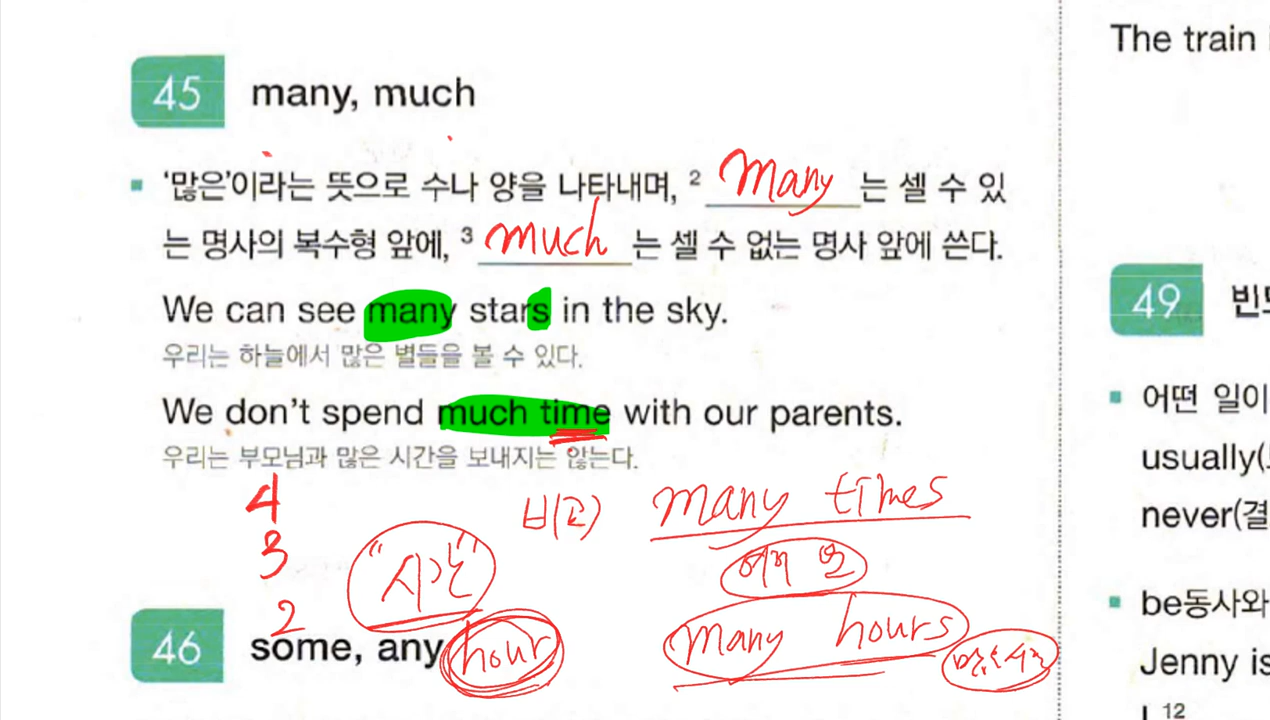 45 many, much
'많은'이라는 뜻으로 수나 양을 나타내며, 2 many 는 셀 수 있
는 명사의 복수형 앞에, 3 much 는 셀 수 없는 명사 앞에 쓴다.
We can see many stars in the sky.
우리는 하늘에서 많은 별들을 볼 수 있다.
We don't spend much time with our parents.
우리는 부모님과 많은 시간을 보내지는 않는다.
4
3
2
"시간"
hour
비교) many times
여러 번
many hours
많은 시간
46 some, any
The train
49 빈
어떤 일이
usually(
never(결
be동사와
Jenny is
12